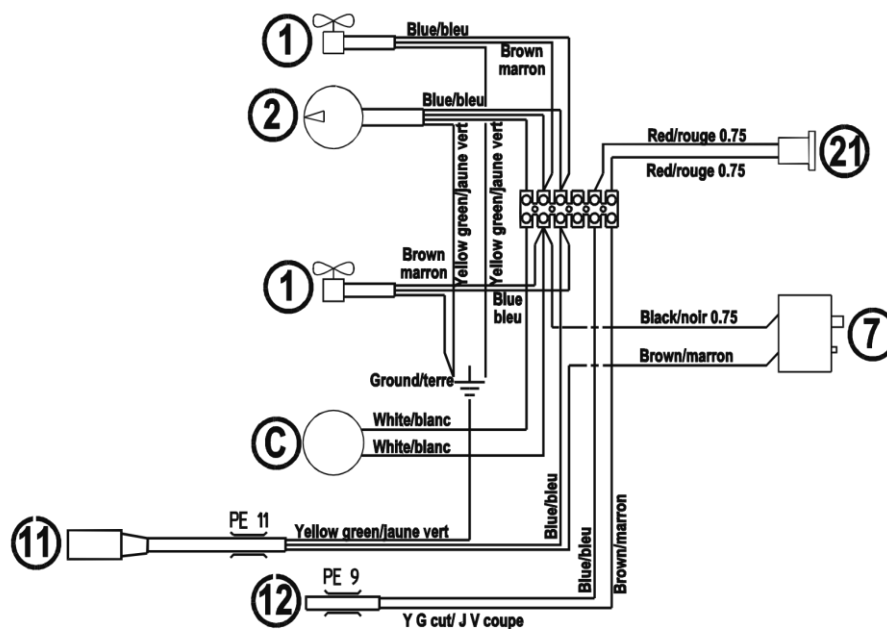 1
Blue/bleu
Brown
marron
2
Blue/bleu
Yellow green/jaune vert
Yellow green/jaune vert
Red/rouge 0.75
Red/rouge 0.75
21
1
Brown
marron
Blue
bleu
Black/noir 0.75
Brown/marron
7
Ground/terre
C
White/blanc
White/blanc
11
PE 11
Yellow green/jaune vert
Blue/bleu
Blue/bleu
Brown/marron
12
PE 9
Y G cut/ J V coupe